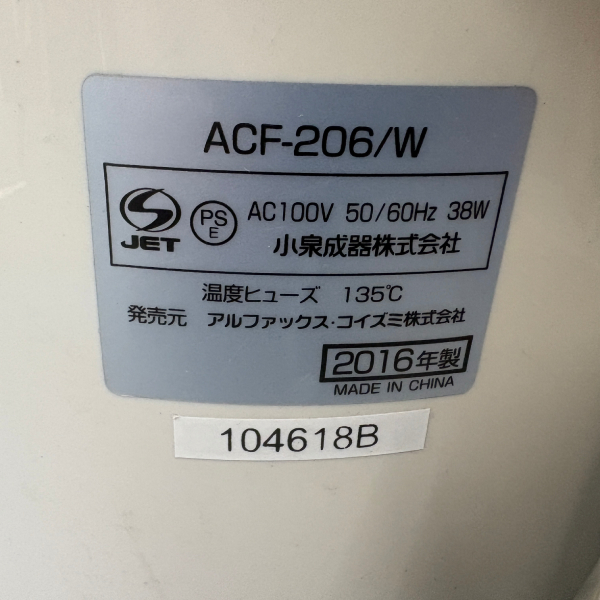 ACF-206/W
JET
PS
E
AC100V 50/60Hz 38W
小泉成器株式会社
温度ヒューズ 135℃
発売元 アルファックス・コイズミ株式会社
2016年製
MADE IN CHINA
104618B